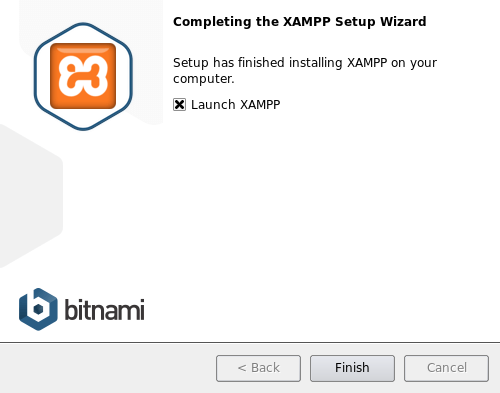 Completing the XAMPP Setup Wizard
Setup has finished installing XAMPP on your
computer.
Launch XAMPP
bitnami
< Back
Finish
Cancel